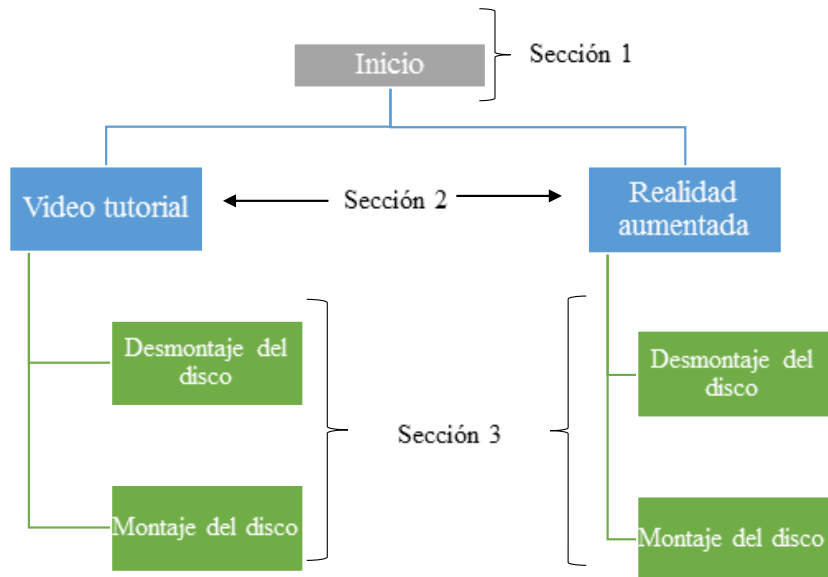 Inicio
Sección 1
Video tutorial
Sección 2
Realidad
aumentada
Desmontaje del
disco
Desmontaje del
disco
Sección 3
Montaje del disco
Montaje del disco